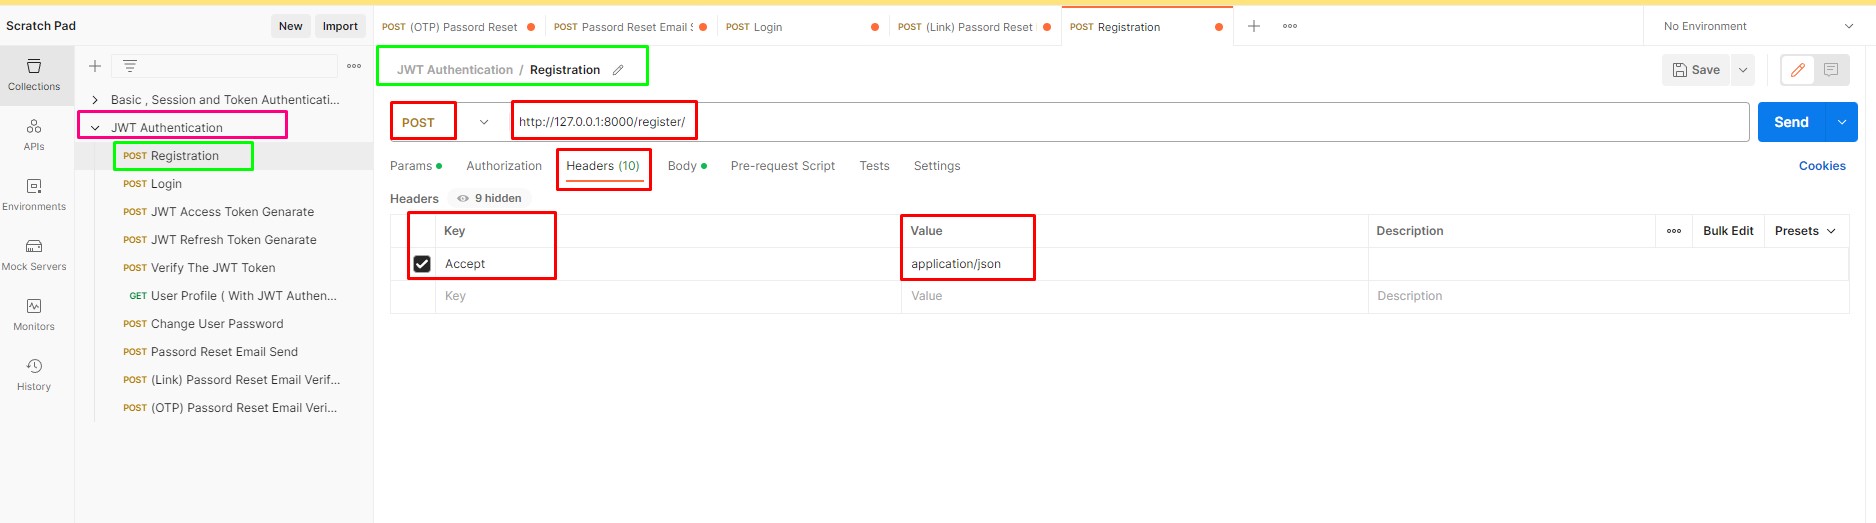 Scratch Pad
New
Import
POST (OTP) Passord Reset
POST Passord Reset Email S
POST Login
POST (Link) Passord Reset
POST Registration
No Environment
Collections
APIs
Environments
Mock Servers
Monitors
History
Basic , Session and Token Authenticati...
JWT Authentication
POST Registration
POST Login
POST JWT Access Token Genarate
POST JWT Refresh Token Genarate
POST Verify The JWT Token
GET User Profile ( With JWT Authen...
POST Change User Password
POST Passord Reset Email Send
POST (Link) Passord Reset Email Verif...
POST (OTP) Passord Reset Email Veri...
JWT Authentication / Registration
Save
POST
http://127.0.0.1:8000/register/
Send
Params
Authorization
Headers (10)
Body
Pre-request Script
Tests
Settings
Cookies
Headers
9 hidden
Key
Value
Description
Bulk Edit
Presets
Accept
application/json
Key
Value
Description